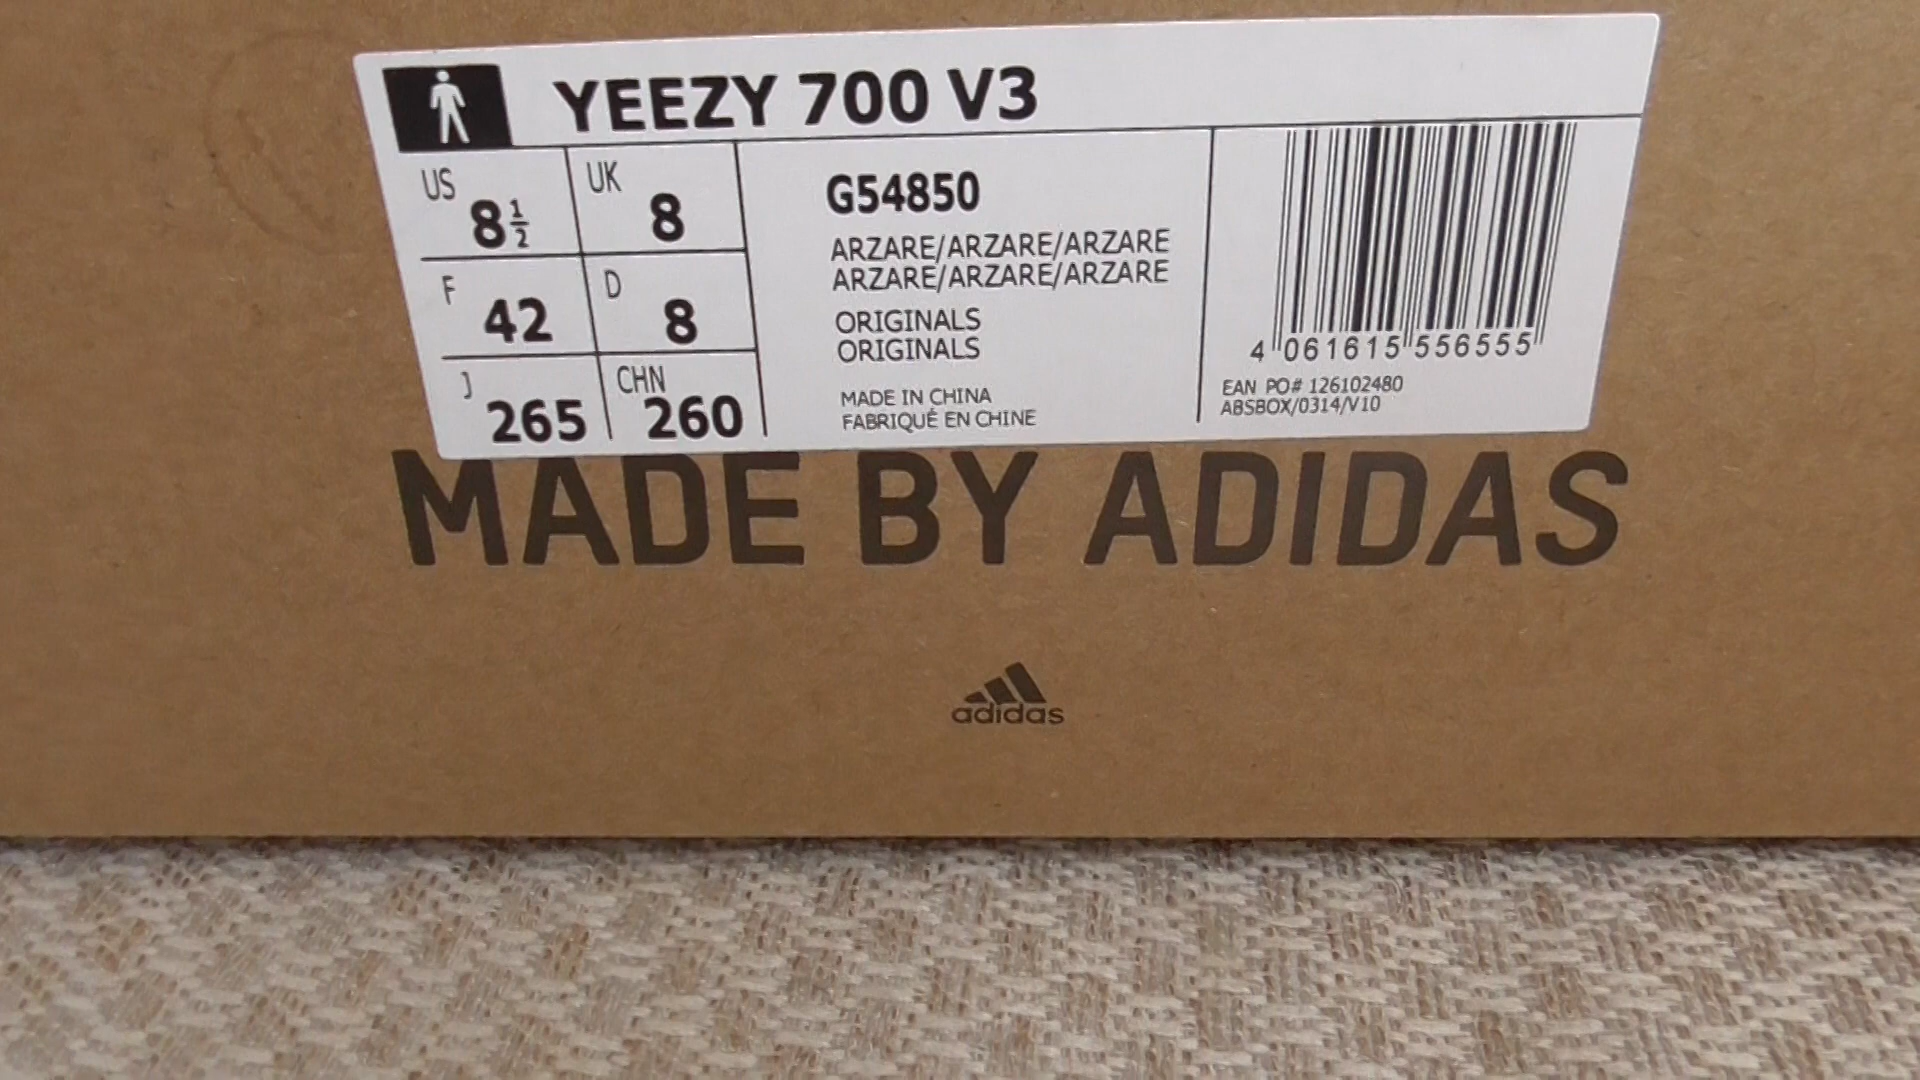 YEEZY 700 V3
US 8½ UK 8
F 42 D 8
J 265 CHN 260
G54850
ARZARE/ARZARE/ARZARE
ARZARE/ARZARE/ARZARE
ORIGINALS
ORIGINALS
MADE IN CHINA
FABRIQUÉ EN CHINE
4 061615 556555
EAN PO# 126102480
ABSBOX/0314/V10
MADE BY ADIDAS
adidas